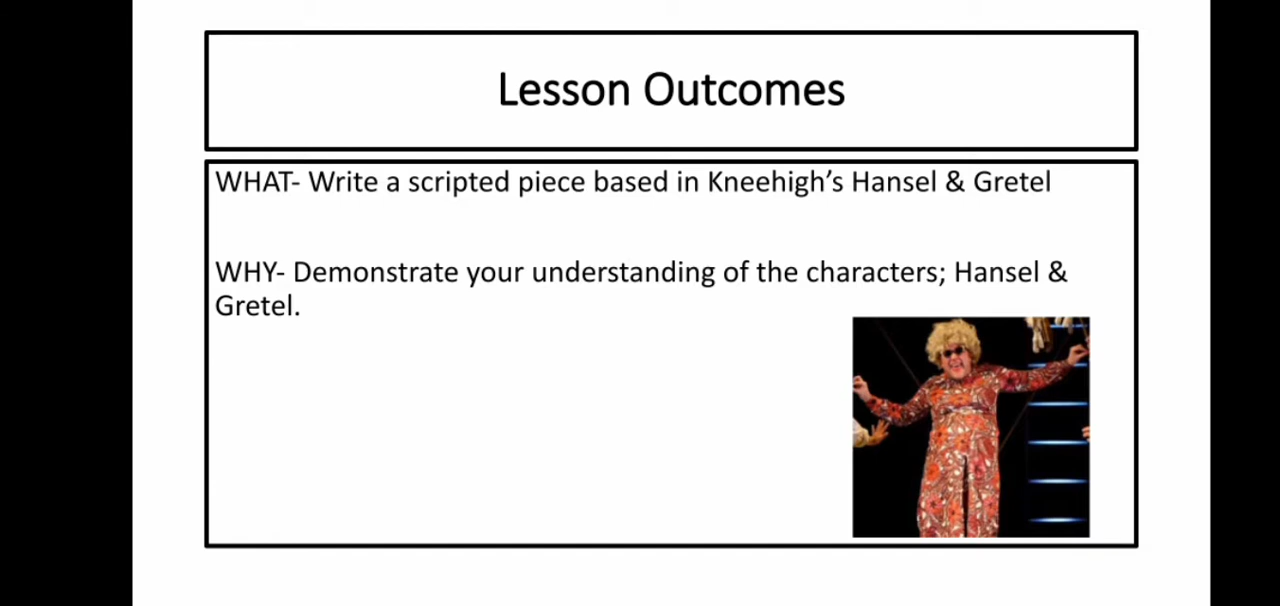 Lesson Outcomes
WHAT- Write a scripted piece based in Kneehigh’s Hansel & Gretel
WHY- Demonstrate your understanding of the characters; Hansel &
Gretel.